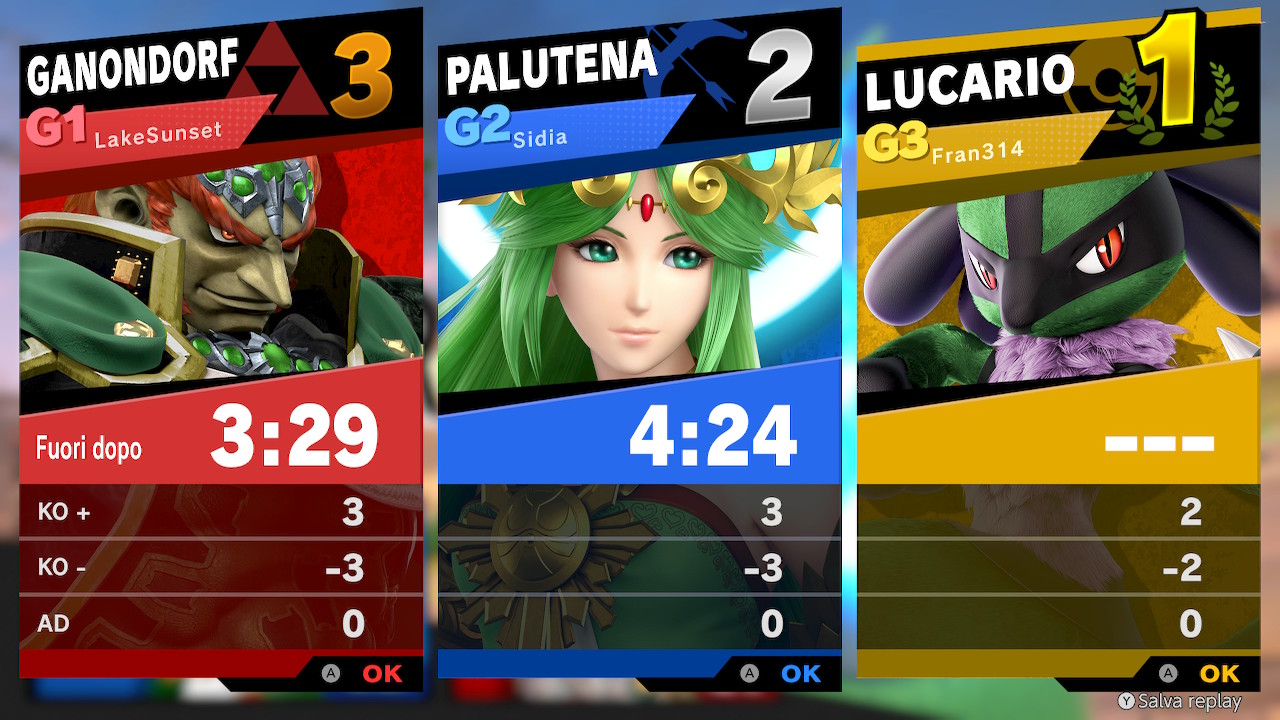 GANONDORF 3
G1 LakeSunset
Fuori dopo 3:29
KO + 3
KO - -3
AD 0
A OK
PALUTENA 2
G2 Sidia
4:24
3
-3
0
A OK
LUCARIO 1
G3 Fran314
---
2
-2
0
A OK
Y Salva replay